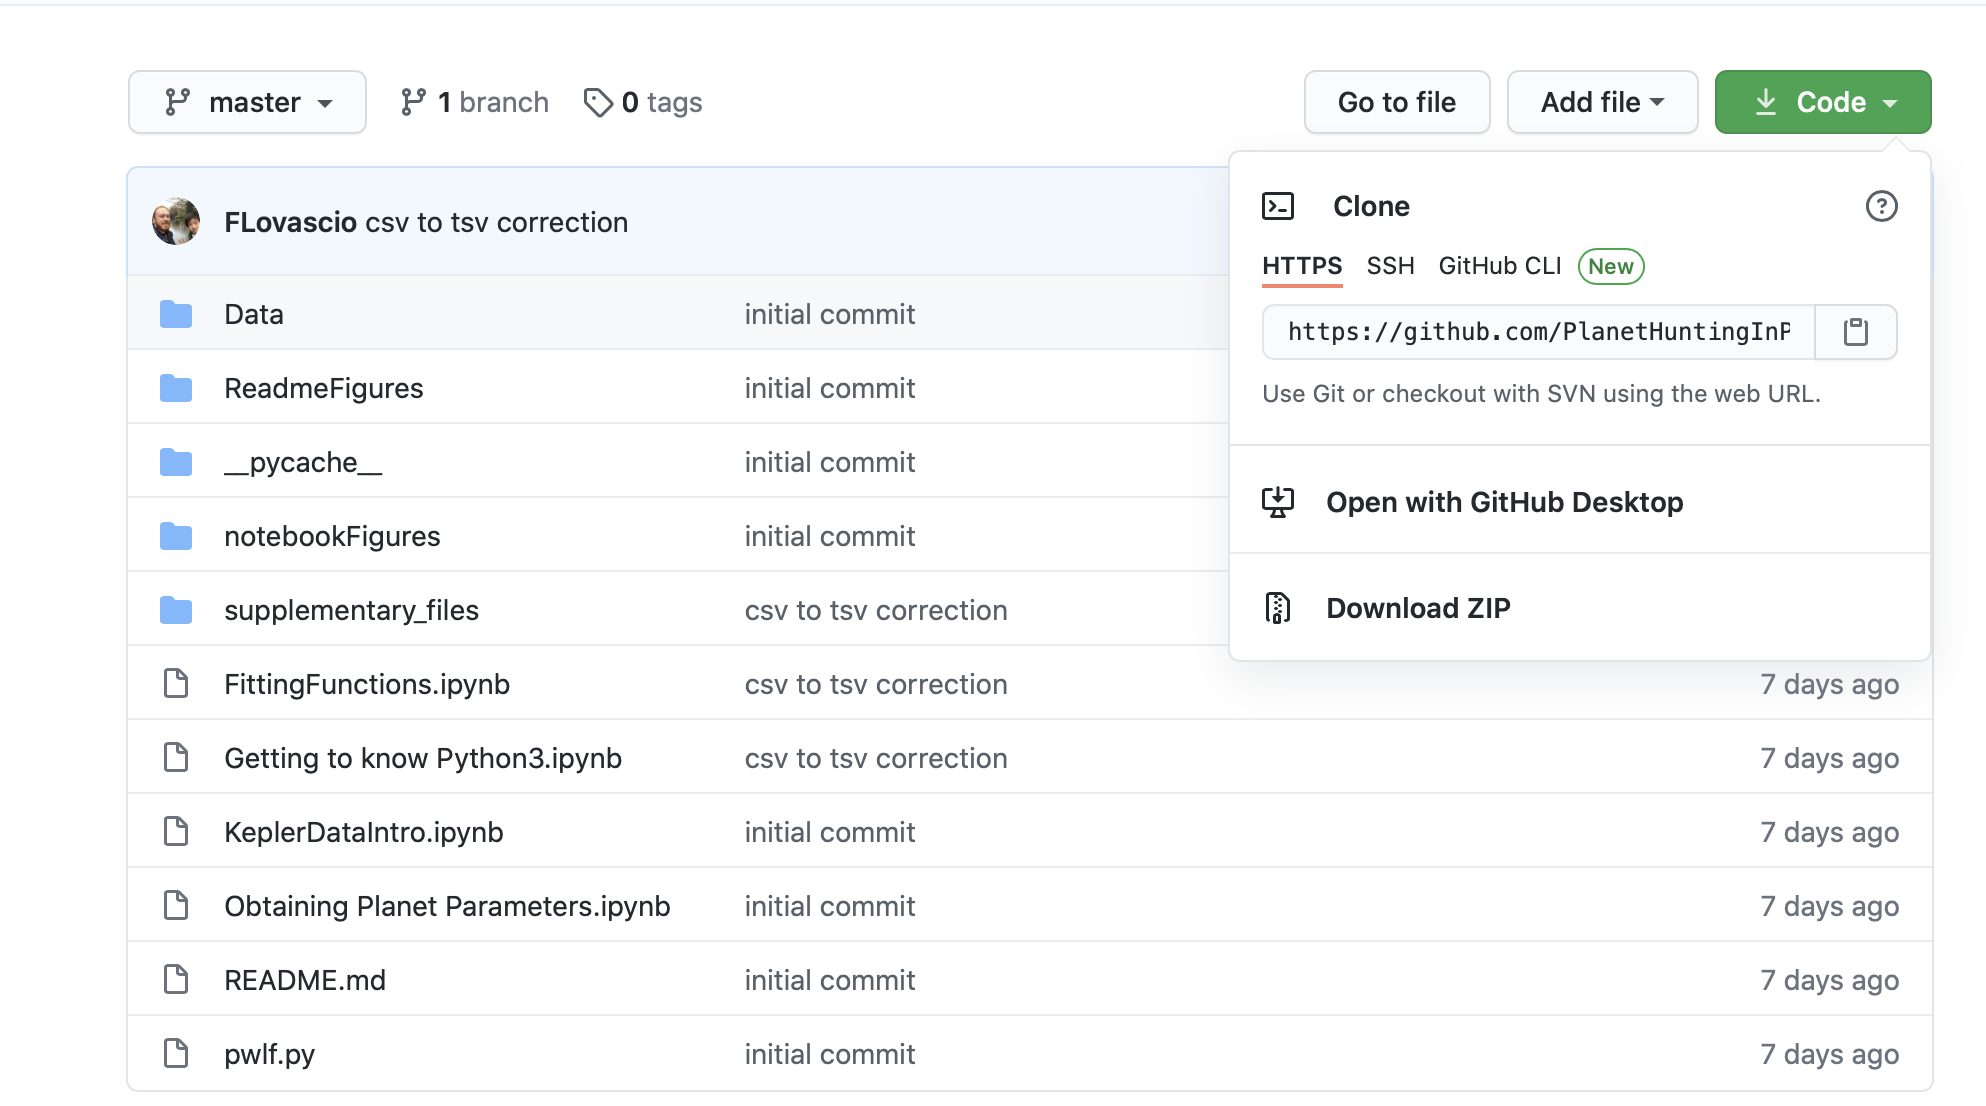 master 1 branch 0 tags Go to file Add file Code
FLovascio csv to tsv correction
Clone
HTTPS SSH GitHub CLI New
https://github.com/PlanetHuntingInP
Use Git or checkout with SVN using the web URL.
Open with GitHub Desktop
Download ZIP
Data initial commit
ReadmeFigures initial commit
__pycache__ initial commit
notebookFigures initial commit
supplementary_files csv to tsv correction
FittingFunctions.ipynb csv to tsv correction 7 days ago
Getting to know Python3.ipynb csv to tsv correction 7 days ago
KeplerDataIntro.ipynb initial commit 7 days ago
Obtaining Planet Parameters.ipynb initial commit 7 days ago
README.md initial commit 7 days ago
pwlf.py initial commit 7 days ago